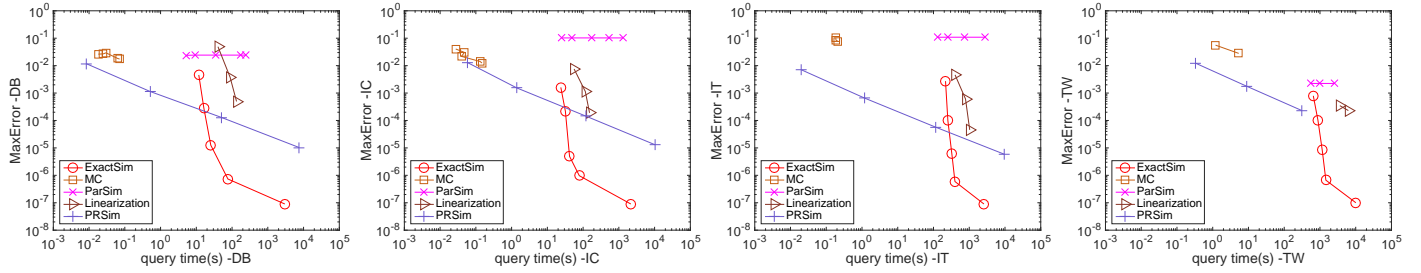 MaxError -DB
10^0
10^-1
10^-2
10^-3
10^-4
10^-5
10^-6
10^-7
10^-8
ExactSim
MC
ParSim
Linearization
PRSim
10^-3 10^-2 10^-1 10^0 10^1 10^2 10^3 10^4 10^5
query time(s) -DB
MaxError -IC
10^0
10^-1
10^-2
10^-3
10^-4
10^-5
10^-6
10^-7
10^-8
ExactSim
MC
ParSim
Linearization
PRSim
10^-3 10^-2 10^-1 10^0 10^1 10^2 10^3 10^4 10^5
query time(s) -IC
MaxError -IT
10^0
10^-1
10^-2
10^-3
10^-4
10^-5
10^-6
10^-7
10^-8
ExactSim
MC
ParSim
Linearization
PRSim
10^-3 10^-2 10^-1 10^0 10^1 10^2 10^3 10^4 10^5
query time(s) -IT
MaxError -TW
10^0
10^-1
10^-2
10^-3
10^-4
10^-5
10^-6
10^-7
10^-8
ExactSim
MC
ParSim
Linearization
PRSim
10^-3 10^-2 10^-1 10^0 10^1 10^2 10^3 10^4 10^5
query time(s) -TW